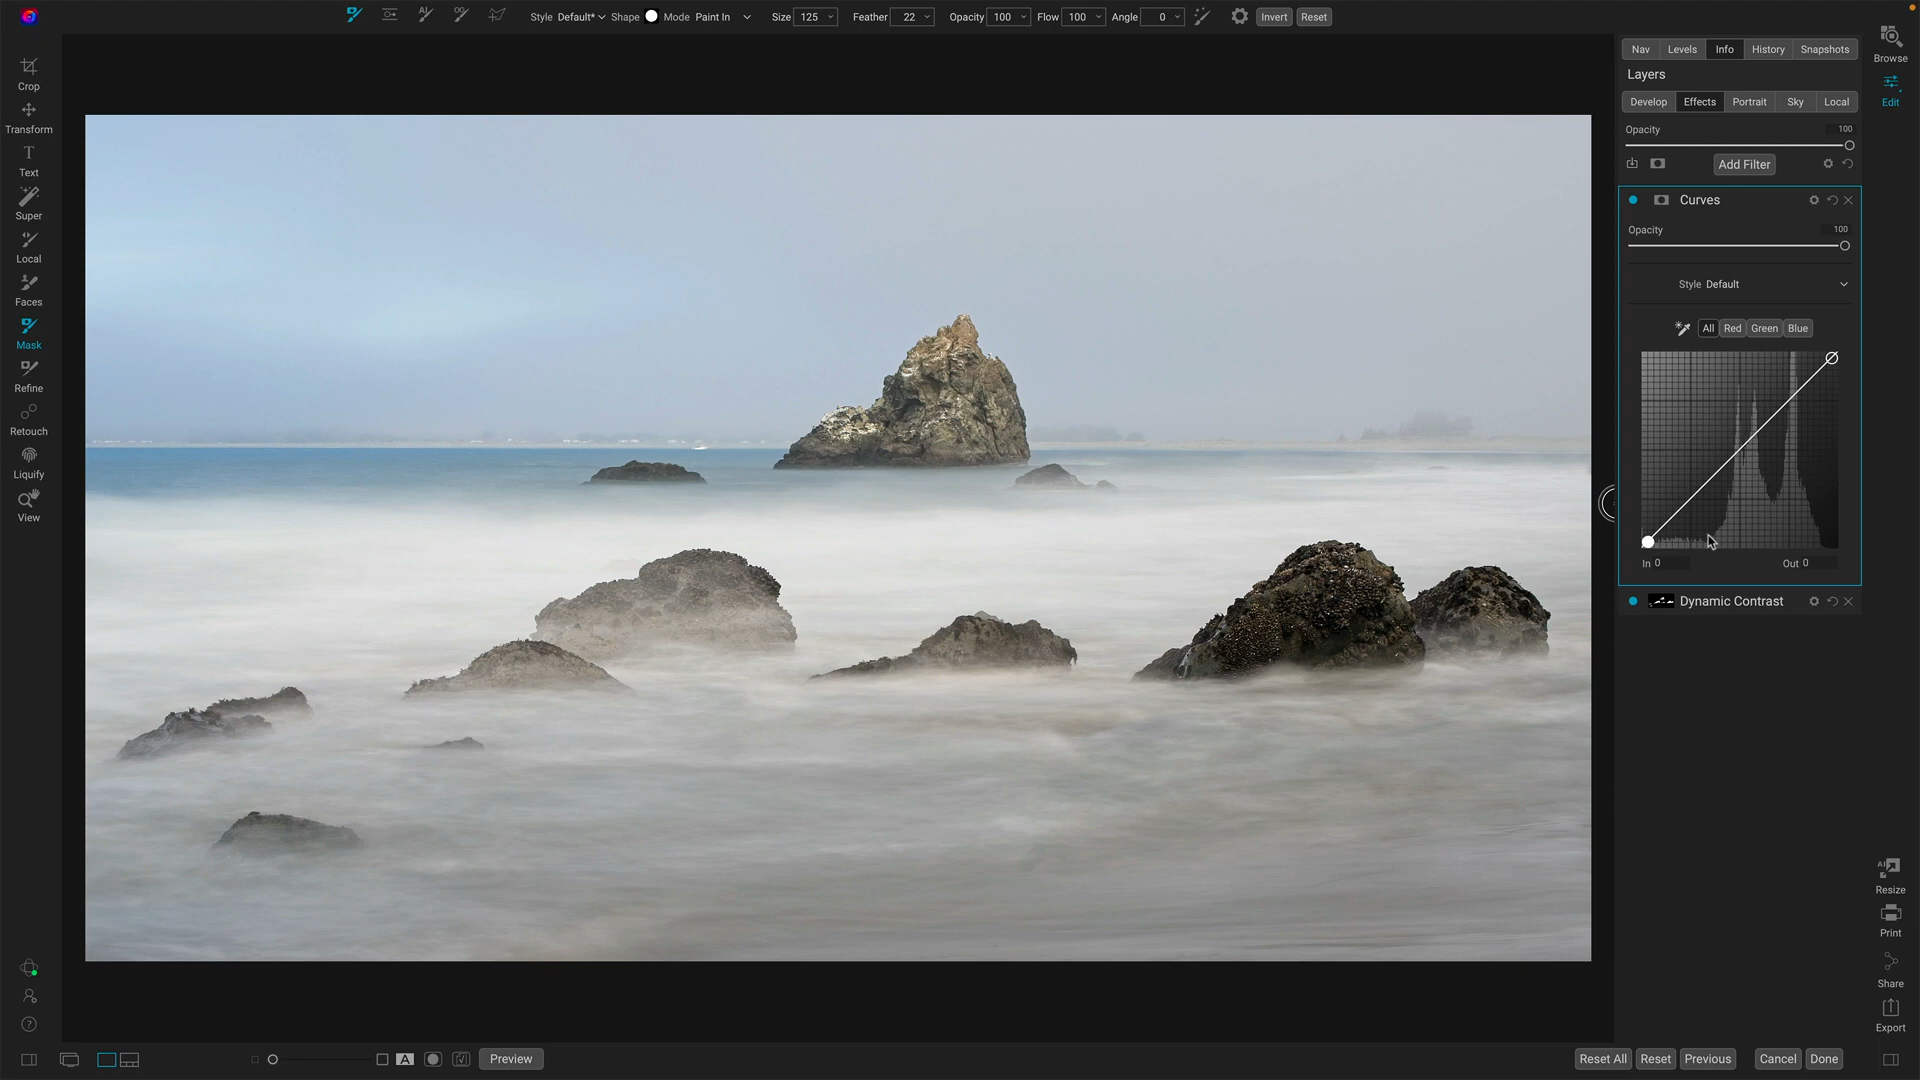 Style Default* Shape Mode Paint In Size 125 Feather 22 Opacity 100 Flow 100 Angle 0 Invert Reset
Crop
Transform
Text
Super
Local
Faces
Mask
Refine
Retouch
Liquify
View
Nav Levels Info History Snapshots
Layers
Develop Effects Portrait Sky Local
Opacity 100
Add Filter
Curves
Opacity 100
Style Default
All Red Green Blue
In 0 Out 0
Dynamic Contrast
Browse
Edit
AI
Resize
Print
Share
Export
A Preview
Reset All Reset Previous Cancel Done